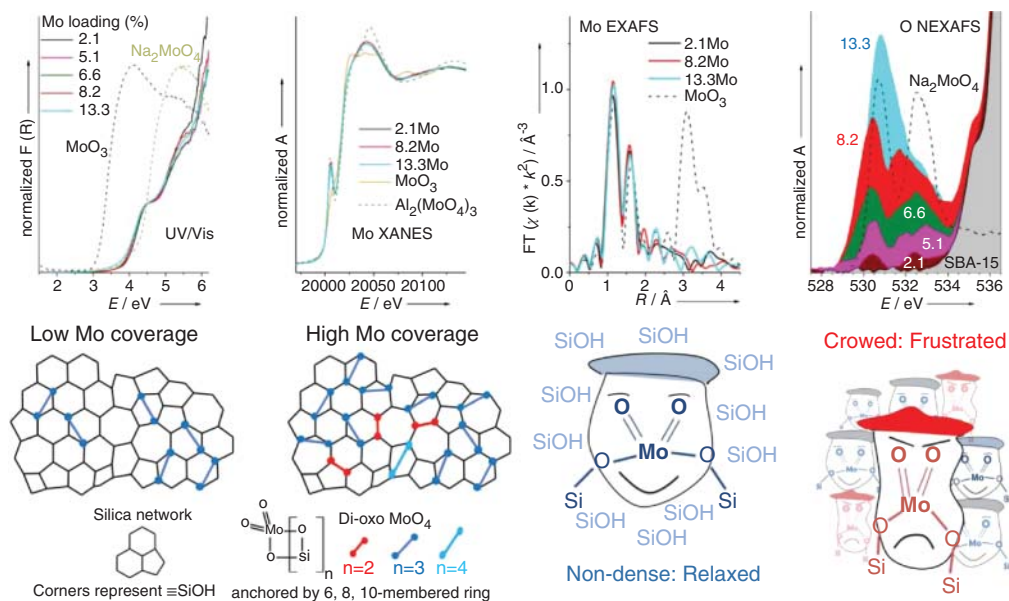 Mo loading (%)
2.1
5.1
6.6
8.2
13.3
Na₂MoO₄
MoO₃
UV/Vis
normalized F (R)
2 3 4 5 6
E / eV
2.1Mo
8.2Mo
13.3Mo
MoO₃
Al₂(MoO₄)₃
Mo XANES
normalized A
20000 20050 20100
E / eV
Mo EXAFS
2.1Mo
8.2Mo
13.3Mo
MoO₃
FT (χ (k) * k²) / Å⁻³
1.0
0.5
0.0
0 1 2 3 4
R / Å
O NEXAFS
13.3
Na₂MoO₄
8.2
6.6
5.1
2.1
SBA-15
normalized A
528 530 532 534 536
E / eV
Low Mo coverage
Silica network
Corners represent ≡SiOH
High Mo coverage
O
O
Mo
O
O
Si
n
Di-oxo MoO₄
n=2 n=3 n=4
anchored by 6, 8, 10-membered ring
SiOH
SiOH
SiOH
SiOH
SiOH
SiOH
SiOH
SiOH
SiOH
SiOH
SiOH
O O
Mo
O O
Si Si
Non-dense: Relaxed
Crowed: Frustrated
O O
Mo
O O
Si Si